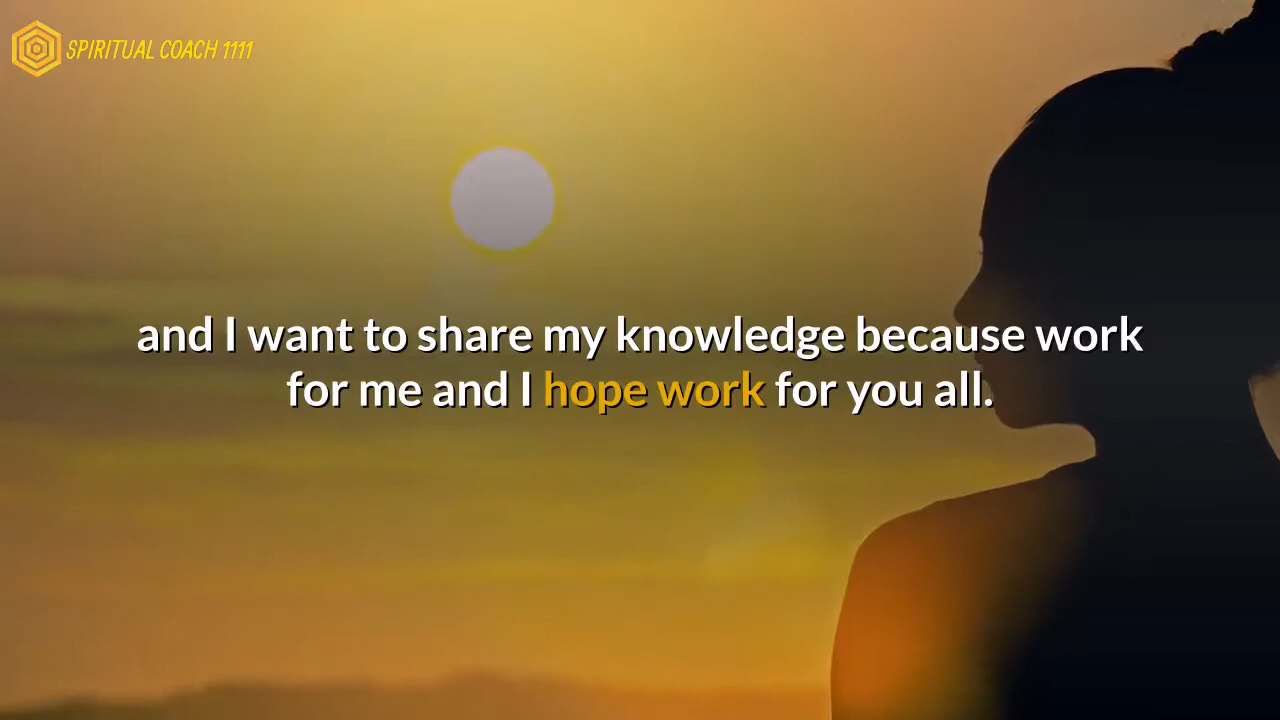 SPIRITUAL COACH 1111
and I want to share my knowledge because work
for me and I hope work for you all.